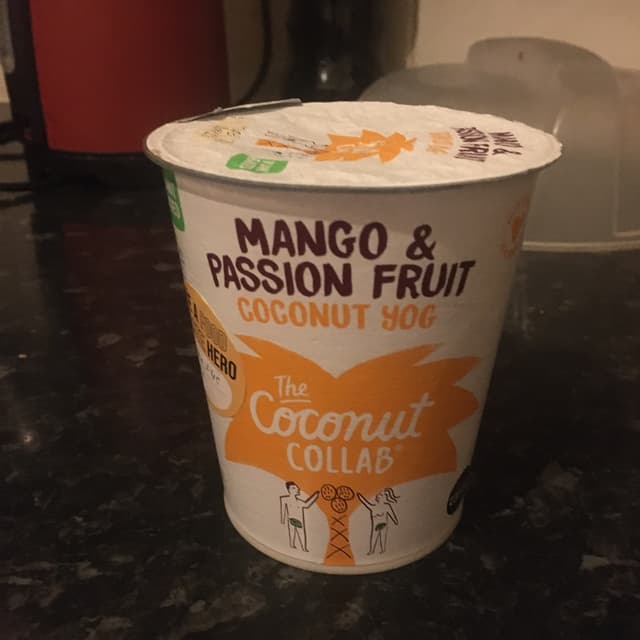 MANGO &
PASSION FRUIT
COCONUT YOG
The
Coconut
COLLAB
HERO